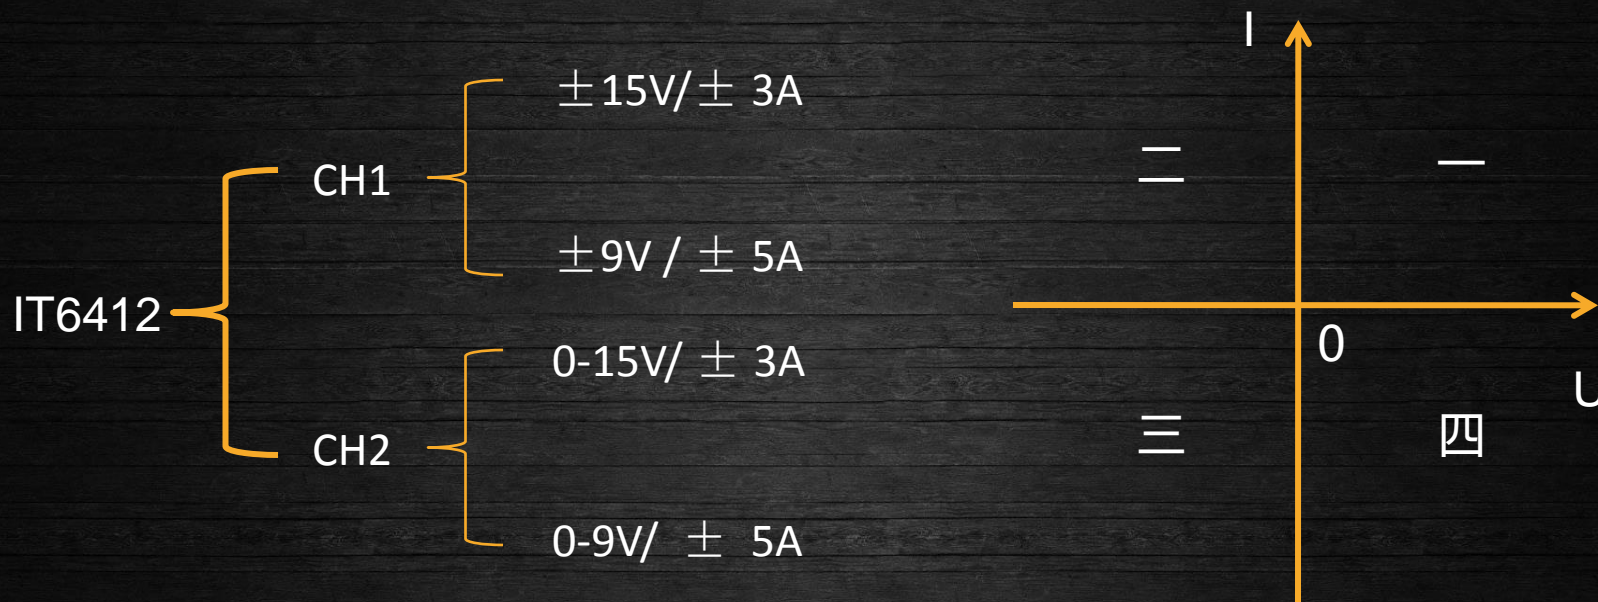 IT6412
CH1
±15V/± 3A
±9V / ± 5A
CH2
0-15V/ ± 3A
0-9V/ ± 5A
I
二
一
0
U
三
四